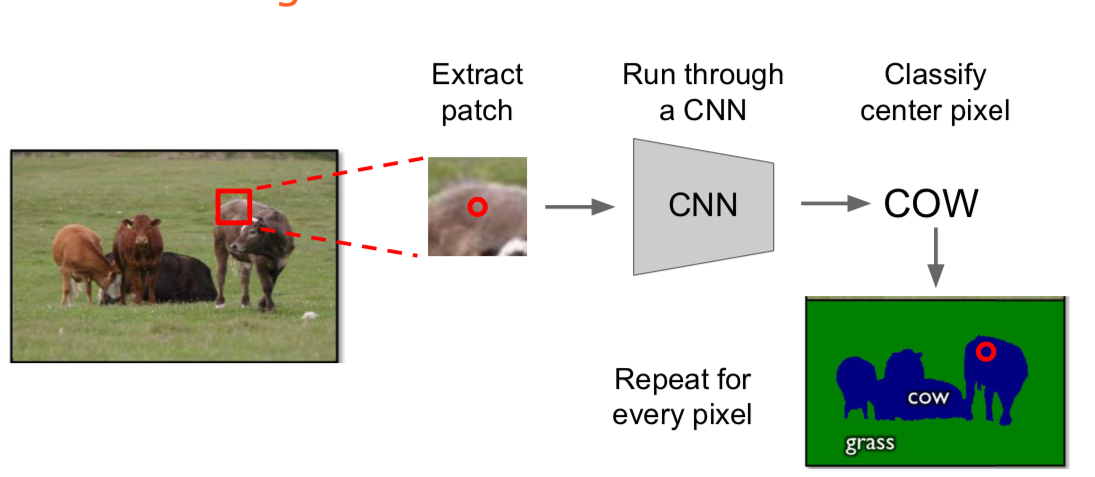 Extract
patch
Run through
a CNN
Classify
center pixel
CNN
COW
Repeat for
every pixel
cow
grass